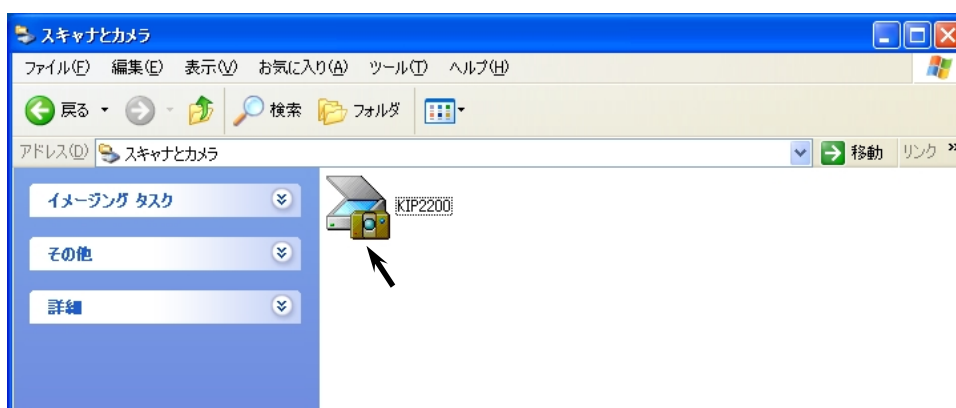 スキャナとカメラ
ファイル(F) 編集(E) 表示(V) お気に入り(A) ツール(T) ヘルプ(H)
戻る 検索 フォルダ
アドレス(D) スキャナとカメラ 移動 リンク »
イメージング タスク
KIP2200
その他
詳細